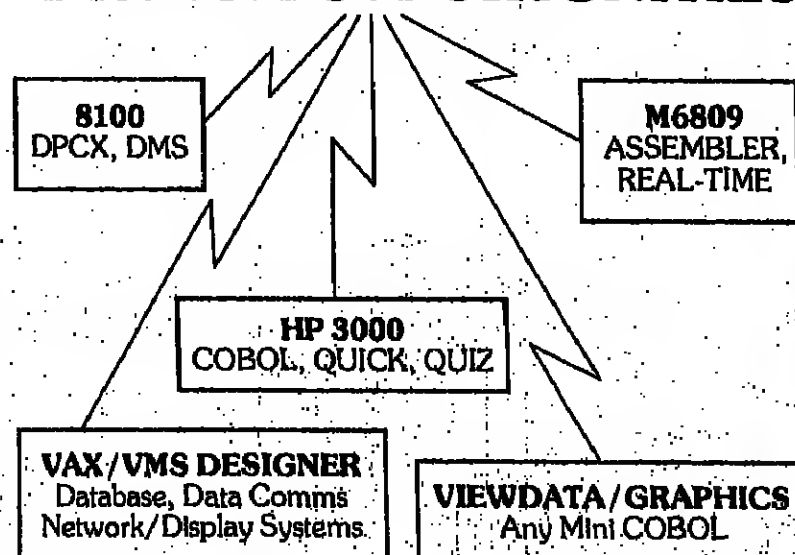 8100
DPCX, DMS
M6809
ASSEMBLER,
REAL-TIME
HP 3000
COBOL, QUICK, QUIZ
VAX/VMS DESIGNER
Database, Data Comms
Network/Display Systems.
VIEWDATA/GRAPHICS
Any Mini COBOL